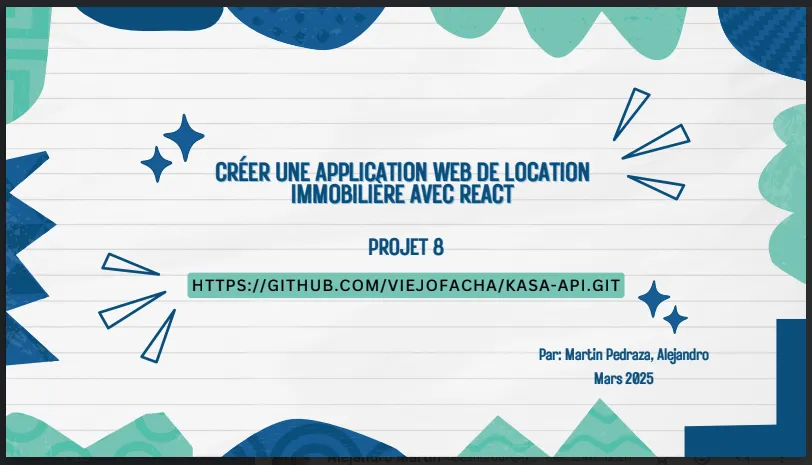 CRÉER UNE APPLICATION WEB DE LOCATION
IMMOBILIÈRE AVEC REACT
PROJET 8
HTTPS://GITHUB.COM/VIEJOFACHA/KASA-API.GIT
Par: Martin Pedraza, Alejandro
Mars 2025